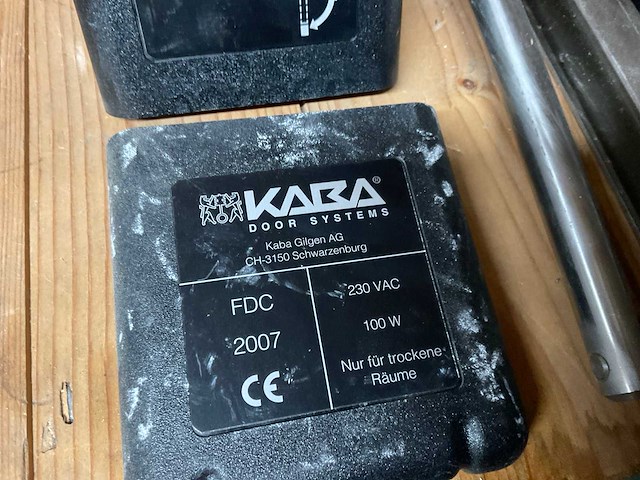 KABA®
DOOR SYSTEMS
Kaba Gilgen AG
CH-3150 Schwarzenburg
FDC
2007
CE
230 VAC
100 W
Nur für trockene
Räume